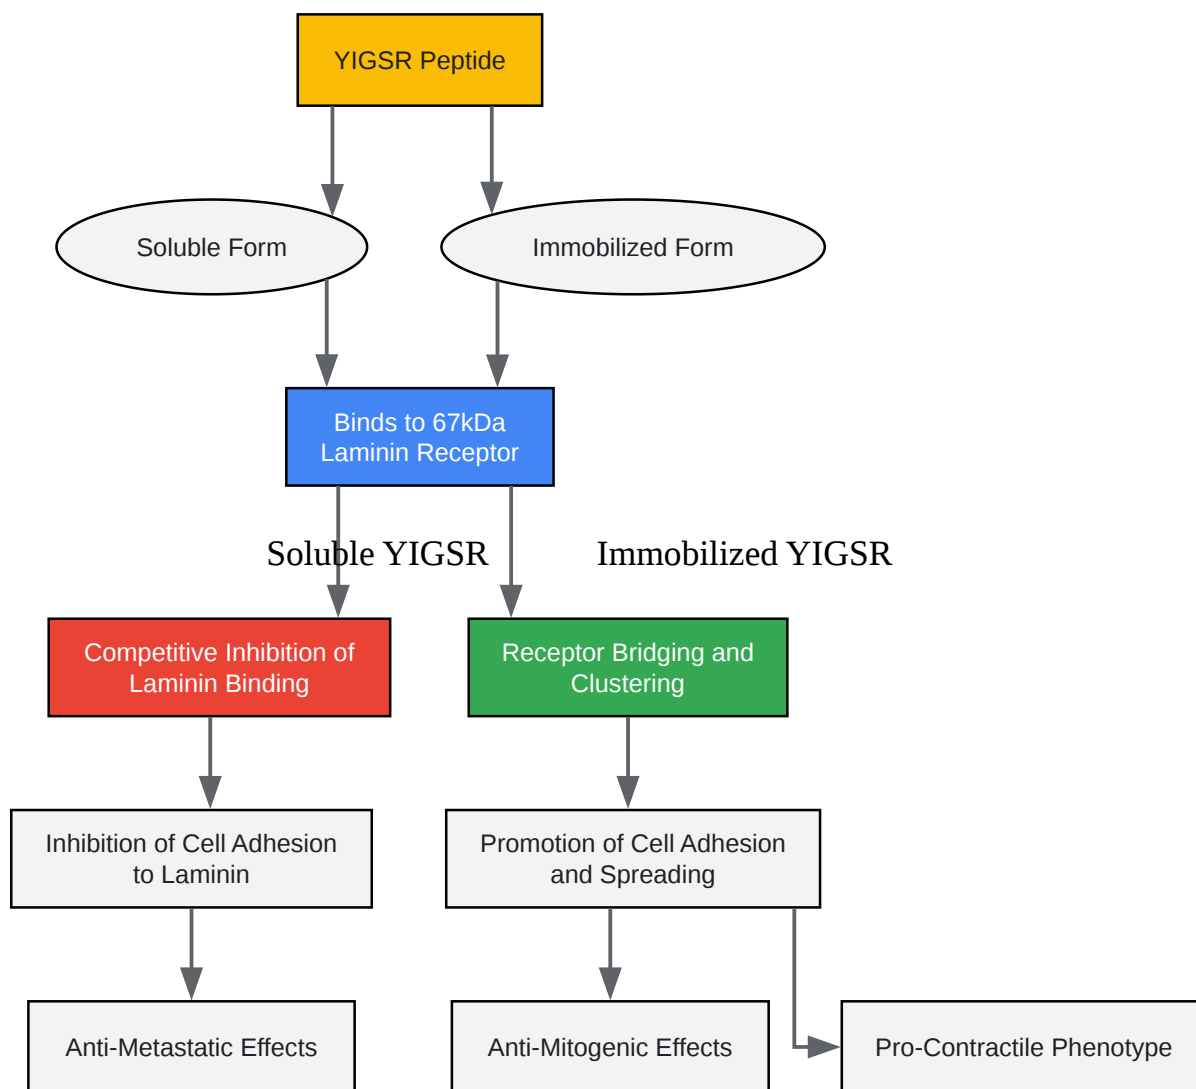 YIGSR Peptide
Soluble Form
Immobilized Form
Binds to 67kDa
Laminin Receptor
Soluble YIGSR
Immobilized YIGSR
Competitive Inhibition of
Laminin Binding
Receptor Bridging and
Clustering
Inhibition of Cell Adhesion
to Laminin
Promotion of Cell Adhesion
and Spreading
Anti-Metastatic Effects
Anti-Mitogenic Effects
Pro-Contractile Phenotype